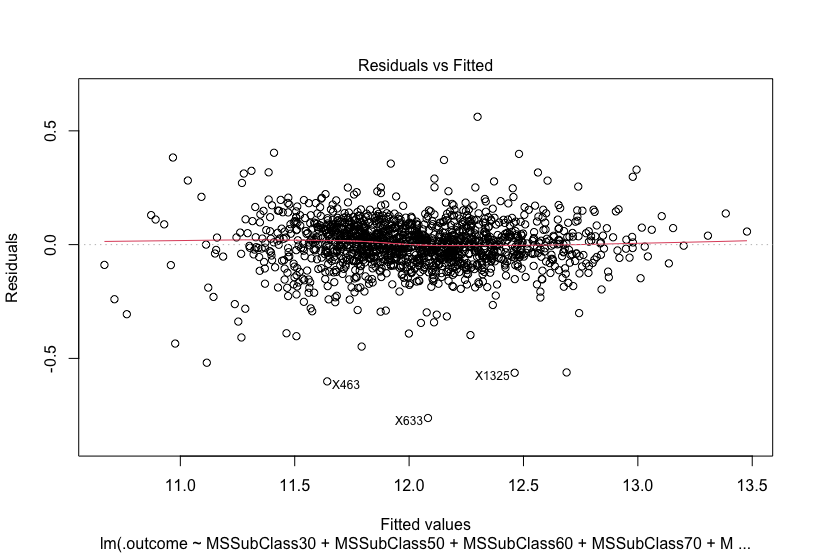 Residuals vs Fitted
Residuals
0.5
0.0
-0.5
X463
X1325
X633
11.0 11.5 12.0 12.5 13.0 13.5
Fitted values
lm(.outcome ~ MSSubClass30 + MSSubClass50 + MSSubClass60 + MSSubClass70 + M ...